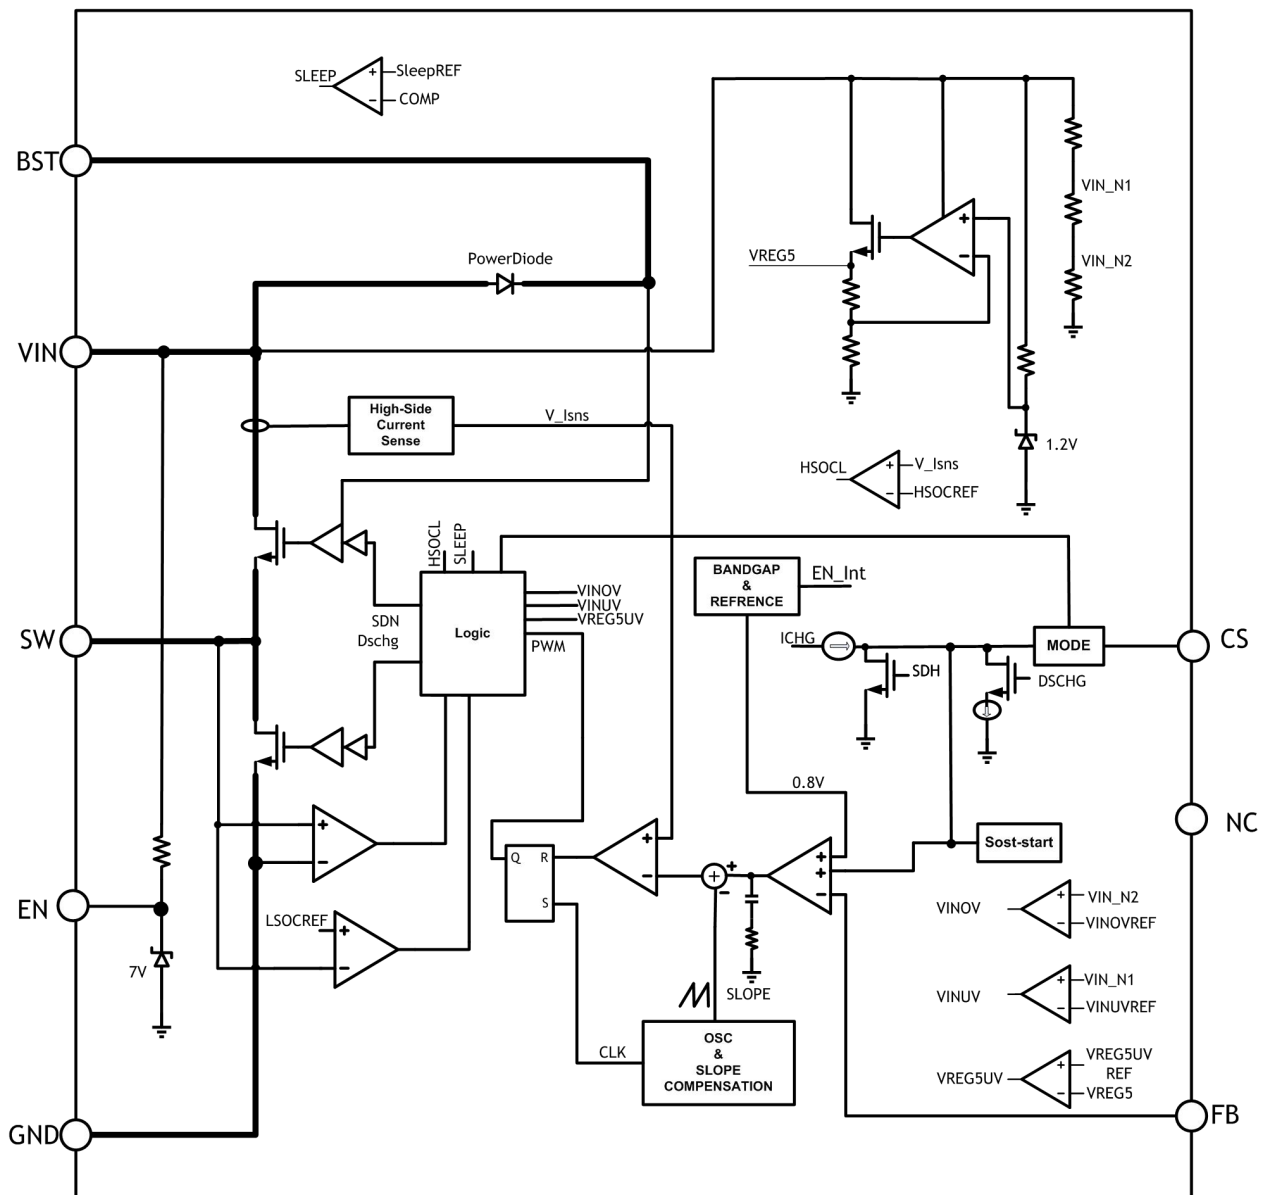 SLEEP
+
SleepREF
−
COMP
BST
PowerDiode
VIN_N1
VREG5
+
−
VIN_N2
VIN
High-Side
Current
Sense
V_Isns
1.2V
HSOCL
+
V_Isns
−
HSOCREF
HSOCL
SLEEP
BANDGAP
&
REFRENCE
EN_Int
VINOV
VINUV
VREG5UV
PWM
SDN
Dschg
Logic
SW
ICHG
SDH
MODE
CS
DSCHG
0.8V
NC
+
−
Q
R
S
+
−
+
+
−
+
+
−
Sost-start
EN
LSOCREF
+
−
VINOV
+
VIN_N2
−
VINOVREF
7V
SLOPE
VINUV
+
VIN_N1
−
VINUVREF
CLK
OSC
&
SLOPE
COMPENSATION
VREG5UV
+
VREG5UV
REF
−
VREG5
GND
FB